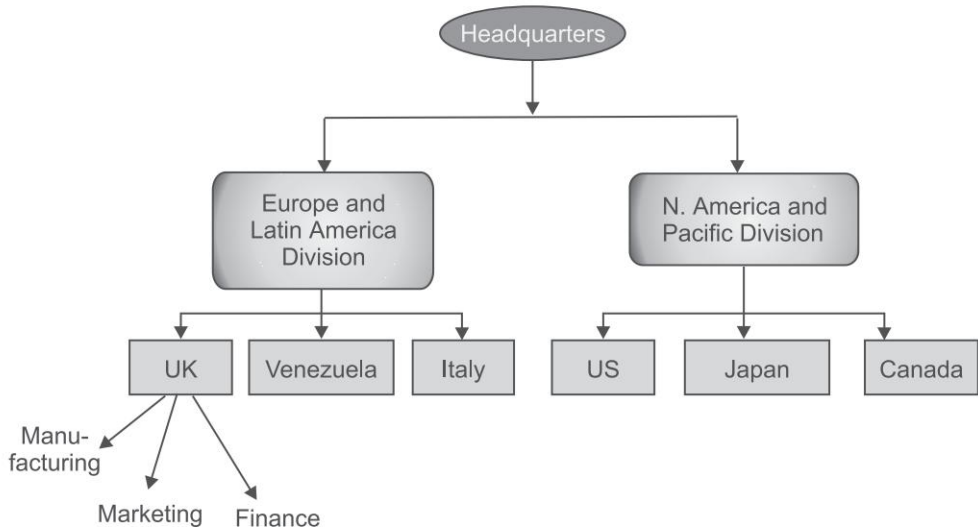 Headquarters
Europe and
Latin America
Division
N. America and
Pacific Division
UK
Venezuela
Italy
US
Japan
Canada
Manu-
facturing
Marketing
Finance